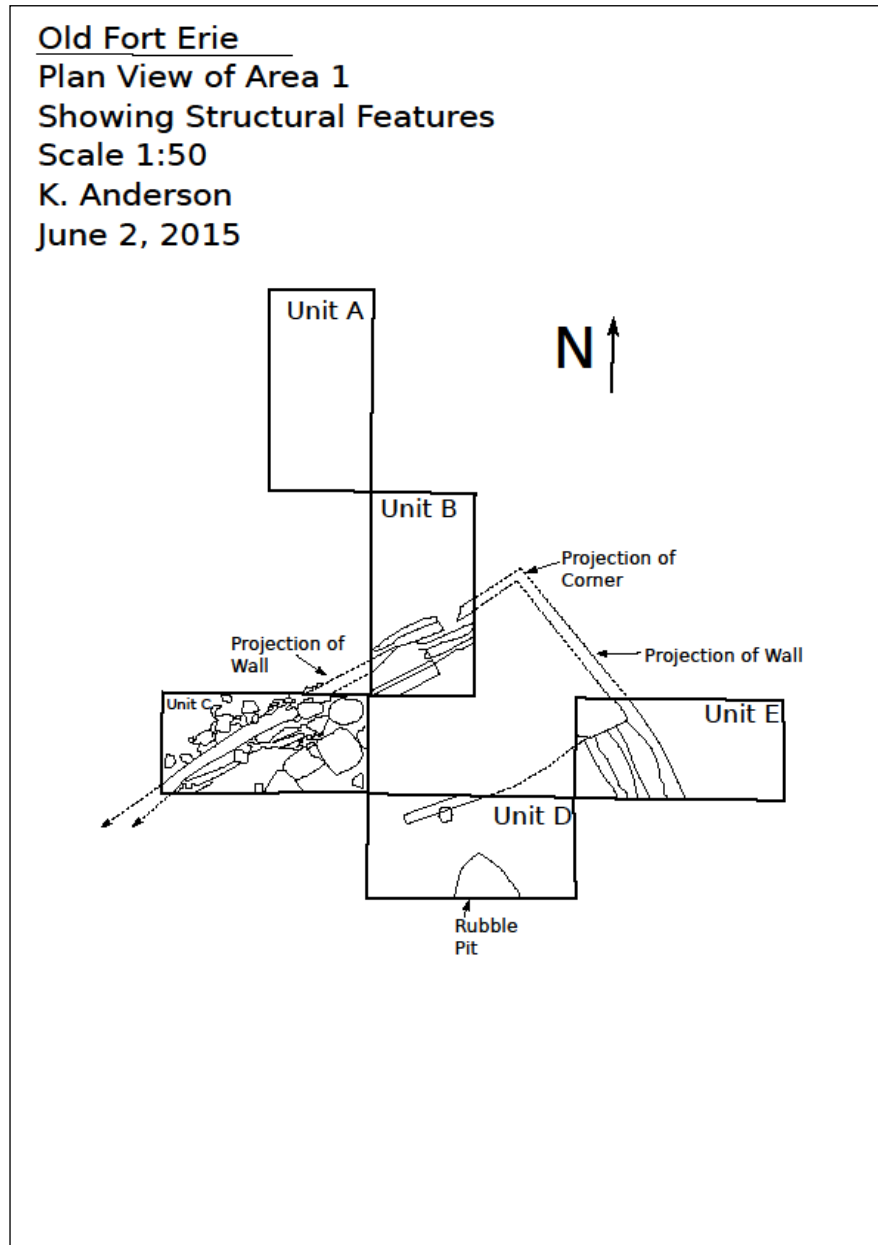 Old Fort Erie
Plan View of Area 1
Showing Structural Features
Scale 1:50
K. Anderson
June 2, 2015
Unit A
N
Unit B
Projection of
Corner
Projection of
Wall
Projection of Wall
Unit C
Unit E
Unit D
Rubble
Pit